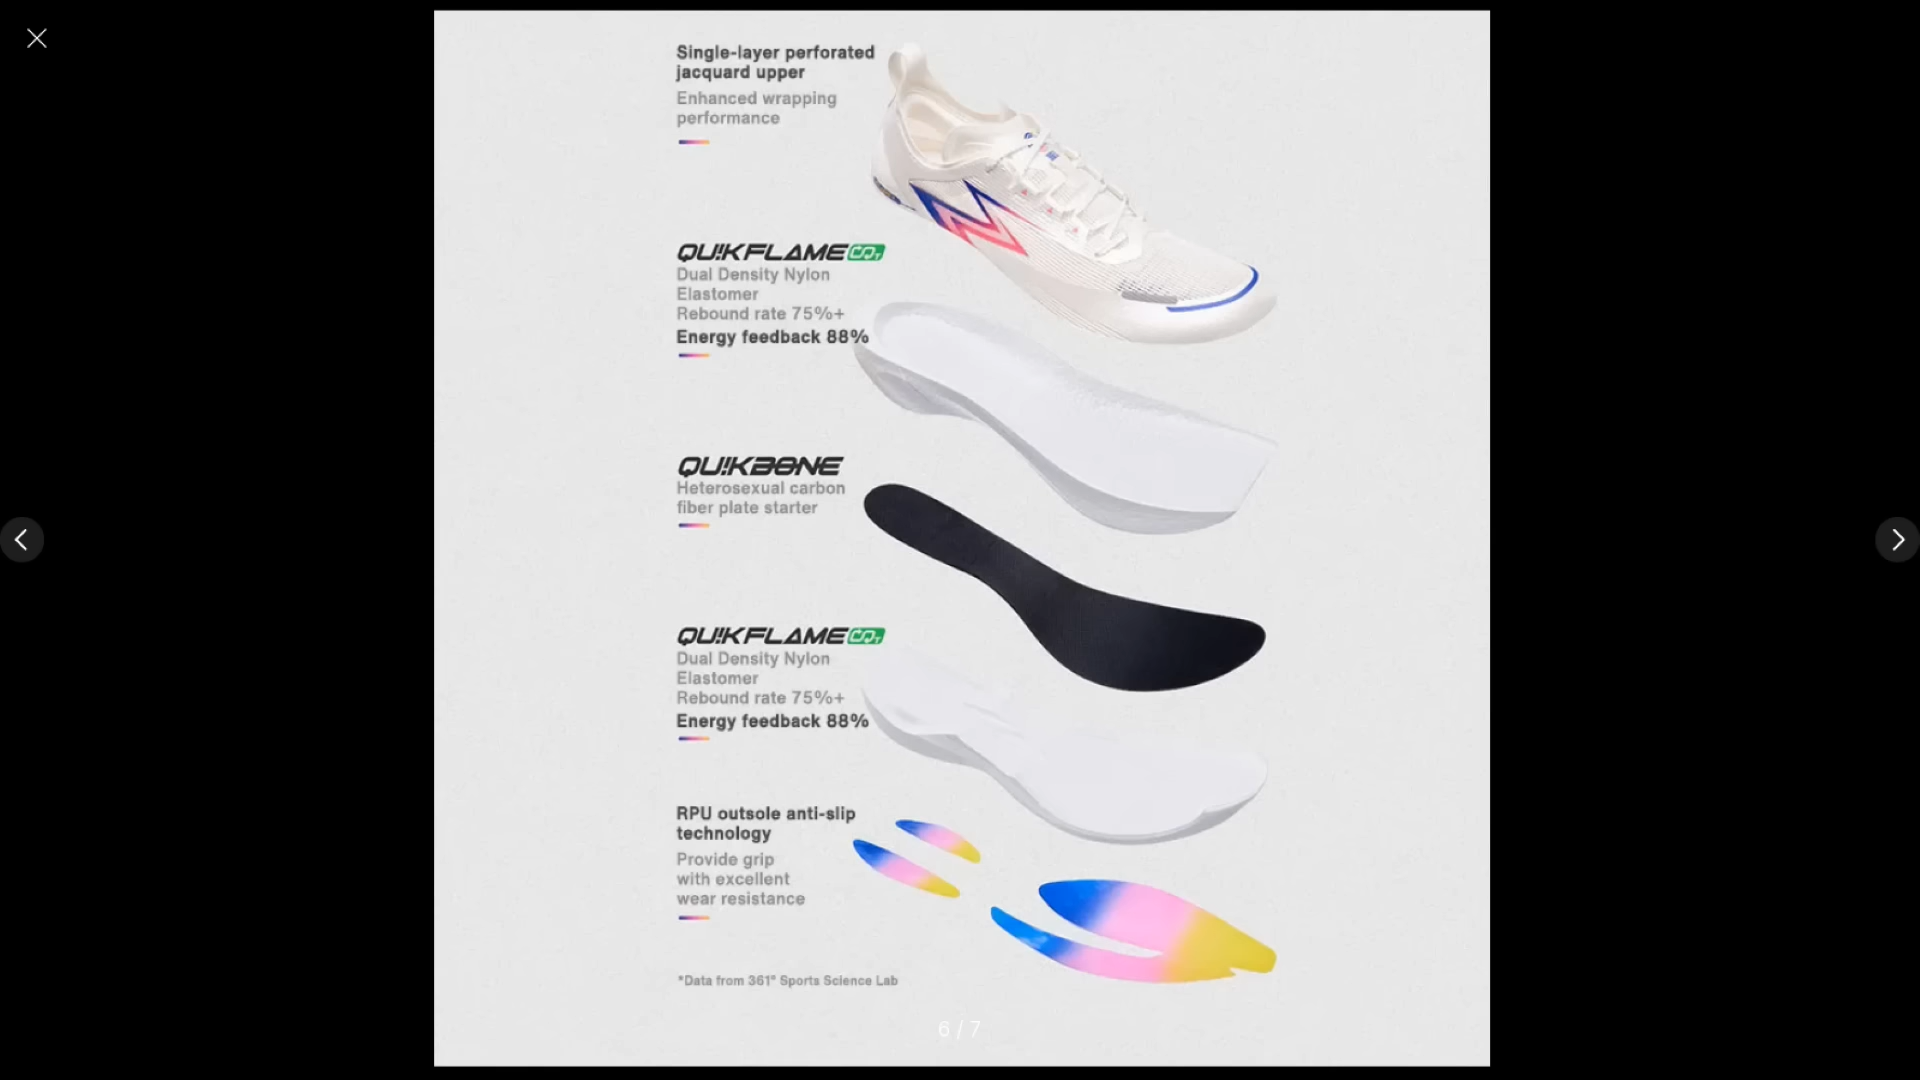 Single-layer perforated
jacquard upper
Enhanced wrapping
performance
QU!KFLAME CQT
Dual Density Nylon
Elastomer
Rebound rate 75%+
Energy feedback 88%
QU!KBONE
Heterosexual carbon
fiber plate starter
QU!KFLAME CQT
Dual Density Nylon
Elastomer
Rebound rate 75%+
Energy feedback 88%
RPU outsole anti-slip
technology
Provide grip
with excellent
wear resistance
*Data from 361° Sports Science Lab
6 / 7